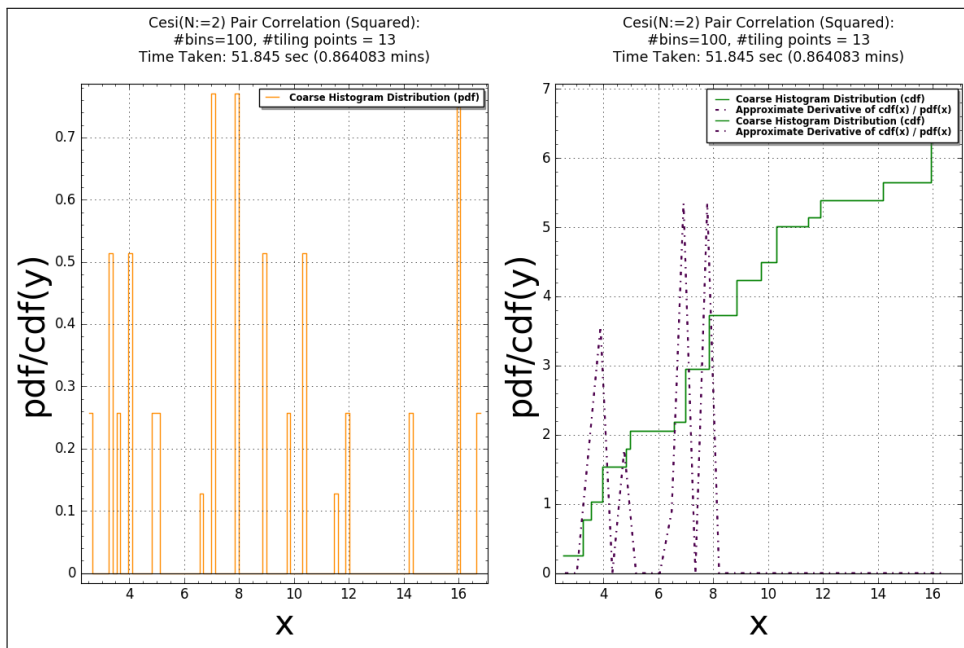 Cesi(N:=2) Pair Correlation (Squared):
#bins=100, #tiling points = 13
Time Taken: 51.845 sec (0.864083 mins)
Coarse Histogram Distribution (pdf)
0.7
0.6
0.5
0.4
0.3
0.2
0.1
0
pdf/cdf(y)
4
6
8
10
12
14
16
x
Cesi(N:=2) Pair Correlation (Squared):
#bins=100, #tiling points = 13
Time Taken: 51.845 sec (0.864083 mins)
Coarse Histogram Distribution (cdf)
Approximate Derivative of cdf(x) / pdf(x)
Coarse Histogram Distribution (cdf)
Approximate Derivative of cdf(x) / pdf(x)
7
6
5
4
3
2
1
0
pdf/cdf(y)
4
6
8
10
12
14
16
x